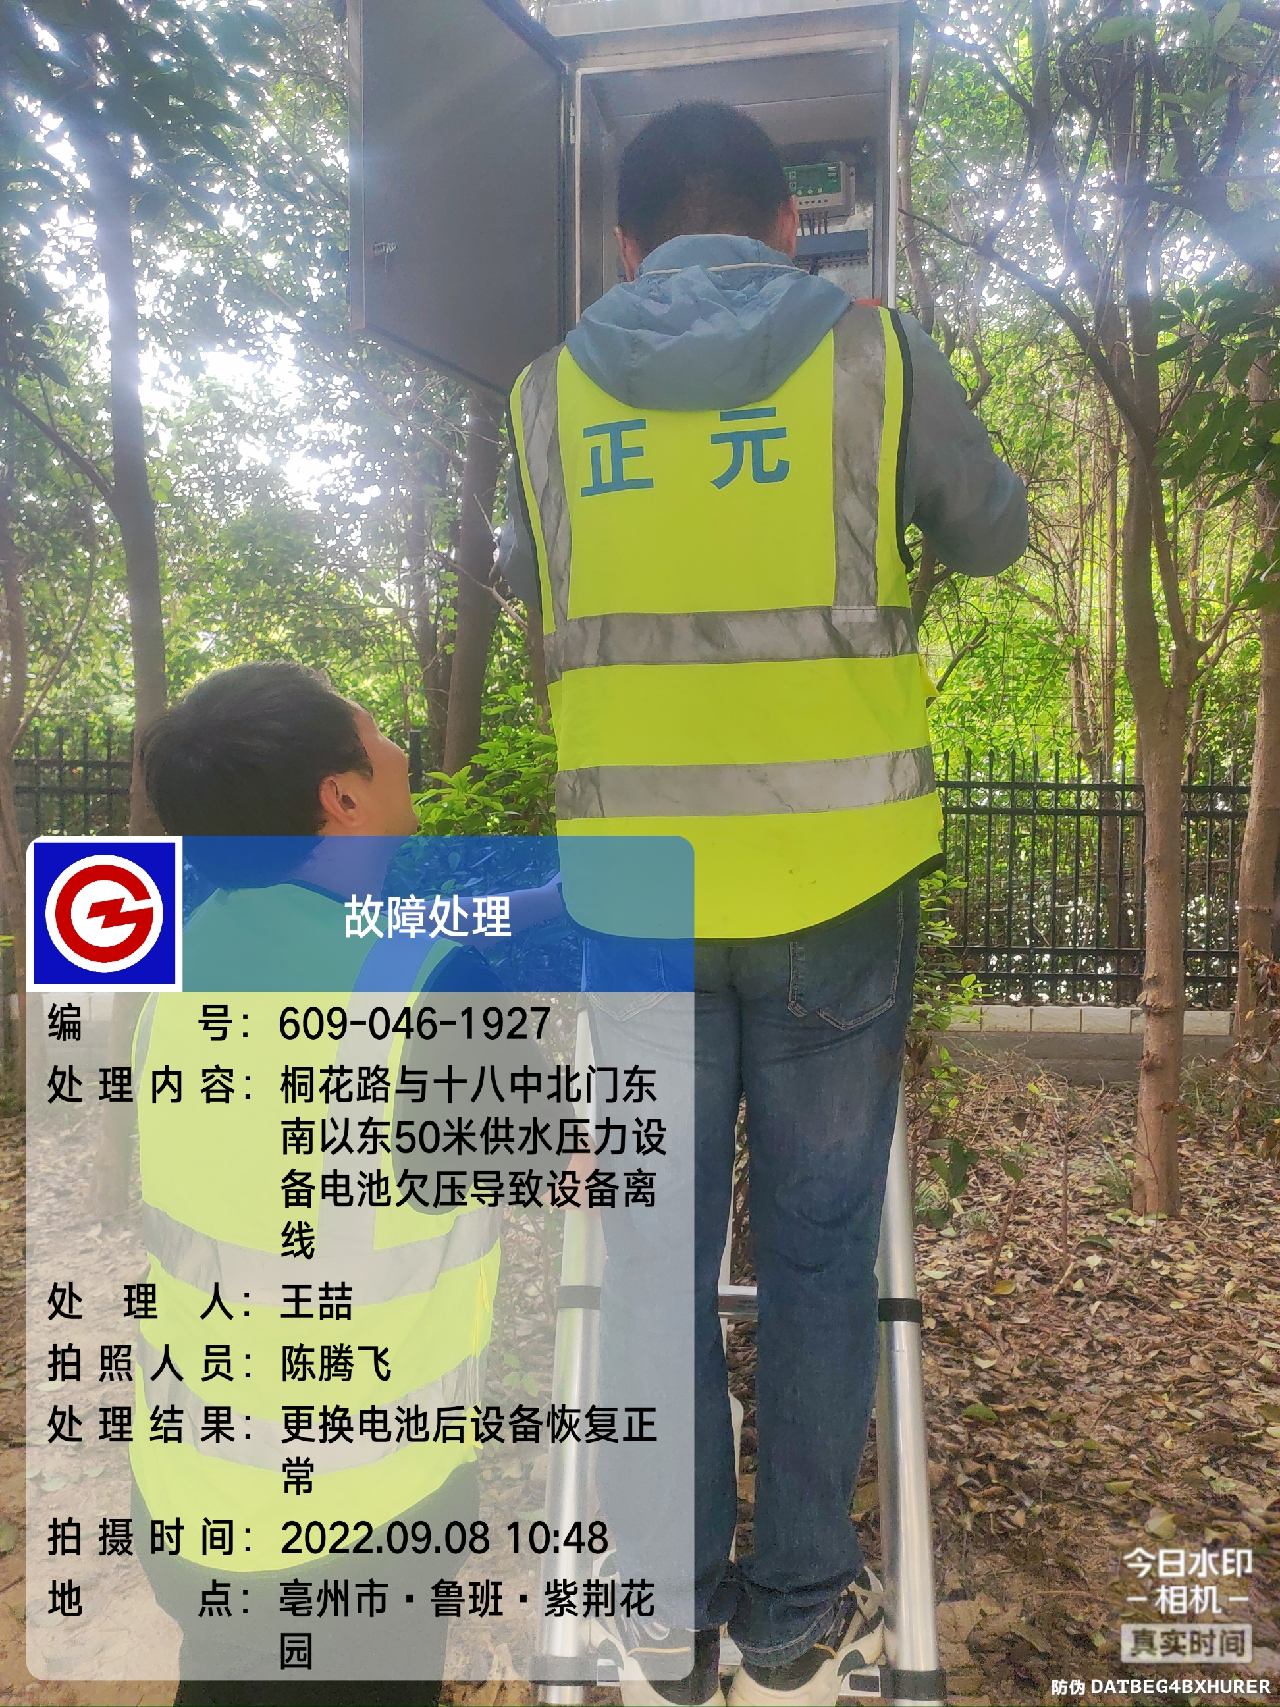 正 元
故障处理
编 号：609-046-1927
处理内容：桐花路与十八中北门东
南以东50米供水压力设
备电池欠压导致设备离
线
处理人：王喆
拍照人员：陈腾飞
处理结果：更换电池后设备恢复正
常
拍摄时间：2022.09.08 10:48
地 点：亳州市·鲁班·紫荆花
园
今日水印
相机
真实时间
防伪 DATBEG4BXHURER